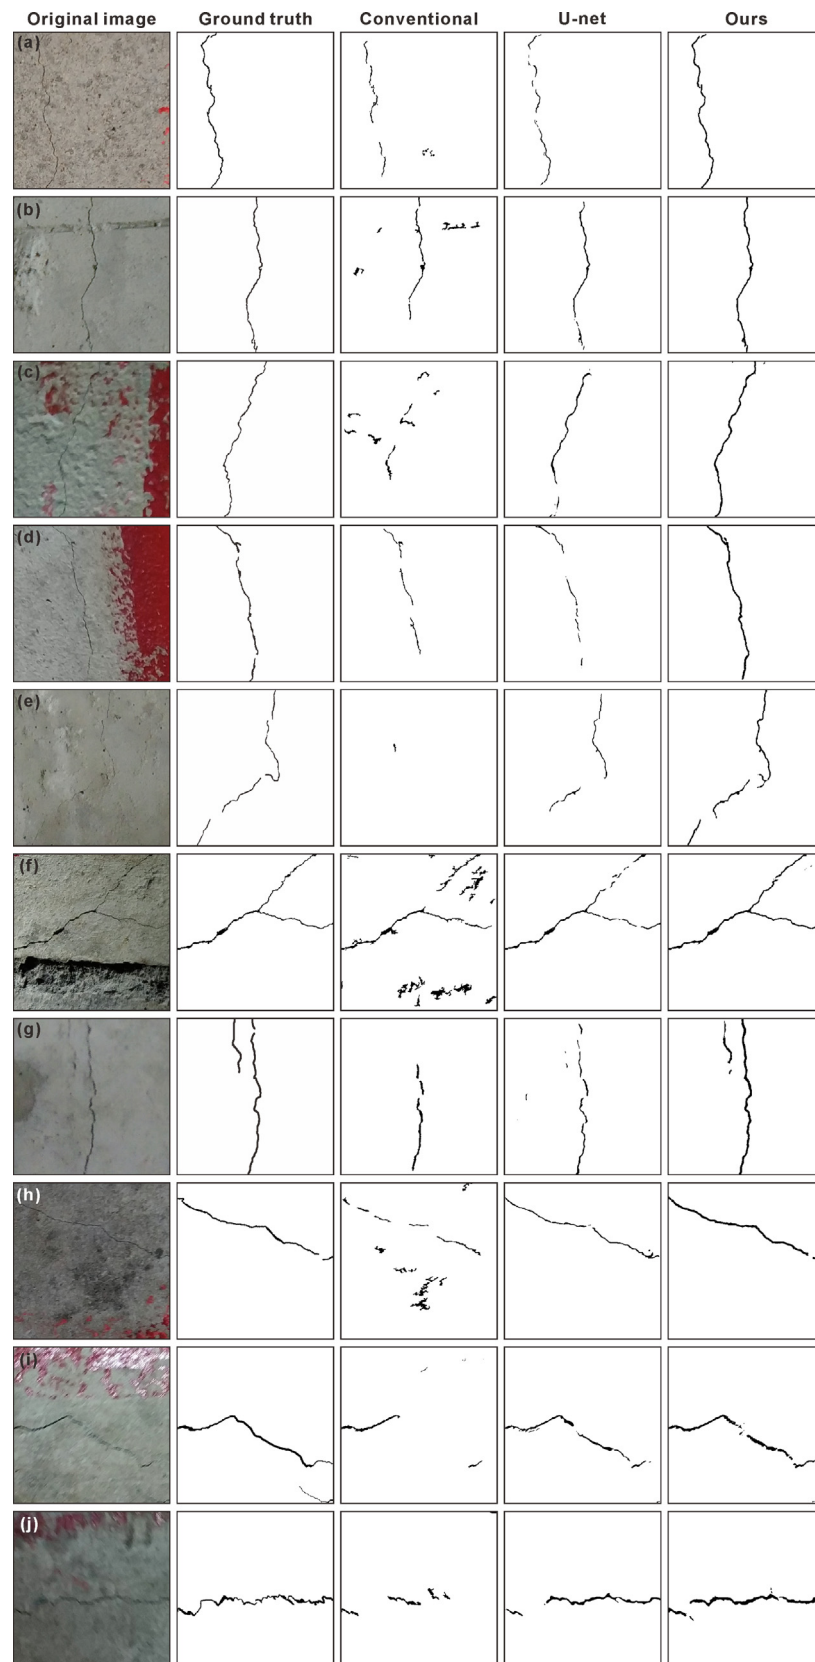 Original image Ground truth Conventional U-net Ours
(a)
(b)
(c)
(d)
(e)
(f)
(g)
(h)
(i)
(j)